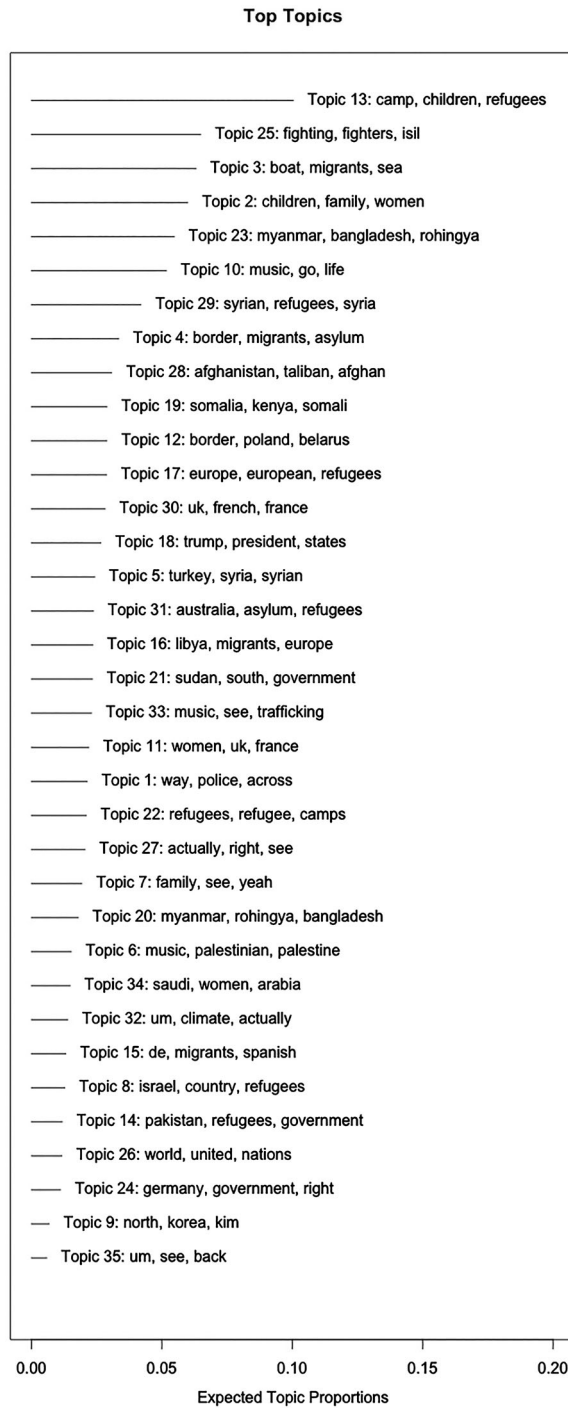 Top Topics
Topic 13: camp, children, refugees
Topic 25: fighting, fighters, isil
Topic 3: boat, migrants, sea
Topic 2: children, family, women
Topic 23: myanmar, bangladesh, rohingya
Topic 10: music, go, life
Topic 29: syrian, refugees, syria
Topic 4: border, migrants, asylum
Topic 28: afghanistan, taliban, afghan
Topic 19: somalia, kenya, somali
Topic 12: border, poland, belarus
Topic 17: europe, european, refugees
Topic 30: uk, french, france
Topic 18: trump, president, states
Topic 5: turkey, syria, syrian
Topic 31: australia, asylum, refugees
Topic 16: libya, migrants, europe
Topic 21: sudan, south, government
Topic 33: music, see, trafficking
Topic 11: women, uk, france
Topic 1: way, police, across
Topic 22: refugees, refugee, camps
Topic 27: actually, right, see
Topic 7: family, see, yeah
Topic 20: myanmar, rohingya, bangladesh
Topic 6: music, palestinian, palestine
Topic 34: saudi, women, arabia
Topic 32: um, climate, actually
Topic 15: de, migrants, spanish
Topic 8: israel, country, refugees
Topic 14: pakistan, refugees, government
Topic 26: world, united, nations
Topic 24: germany, government, right
Topic 9: north, korea, kim
Topic 35: um, see, back
0.00 0.05 0.10 0.15 0.20
Expected Topic Proportions